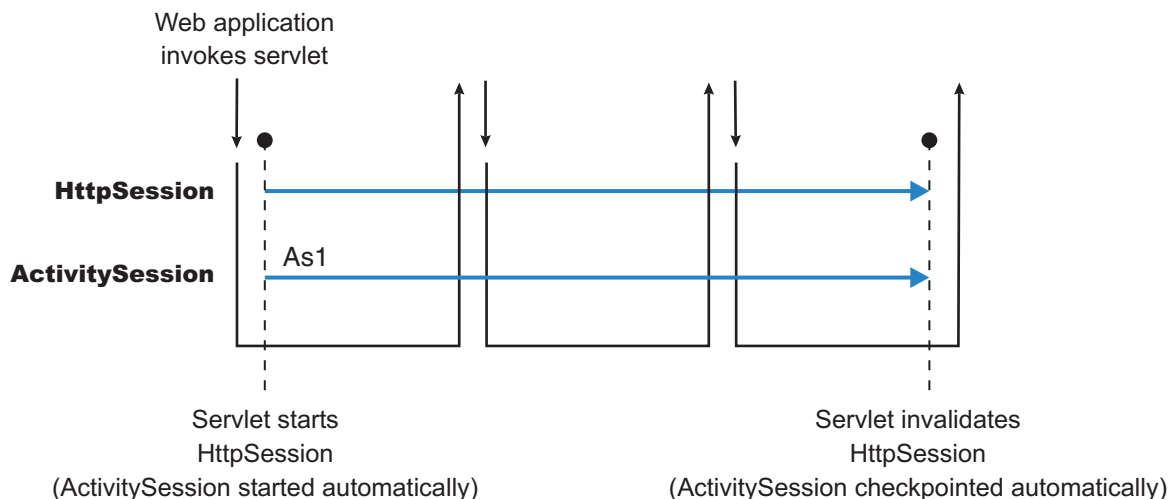 Web application
invokes servlet
HttpSession
As1
ActivitySession
Servlet starts
HttpSession
(ActivitySession started automatically)
Servlet invalidates
HttpSession
(ActivitySession checkpointed automatically)